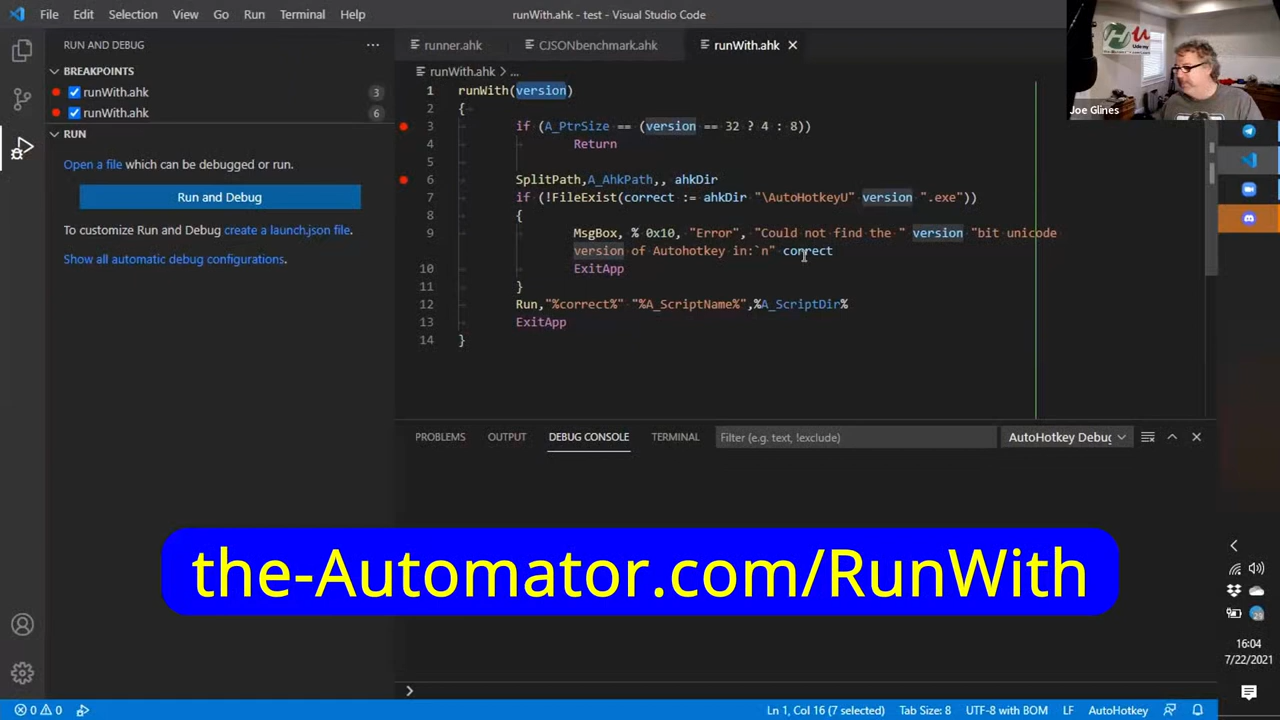 File Edit Selection View Go Run Terminal Help
runWith.ahk - test - Visual Studio Code
RUN AND DEBUG
BREAKPOINTS
runWith.ahk 3
runWith.ahk 6
RUN
Open a file which can be debugged or run.
Run and Debug
To customize Run and Debug create a launch.json file.
Show all automatic debug configurations.
runner.ahk CJSONbenchmark.ahk runWith.ahk
runWith.ahk > ...
1 runWith(version)
2 {
3 if (A_PtrSize == (version == 32 ? 4 : 8))
4 Return
5
6 SplitPath,A_AhkPath,, ahkDir
7 if (!FileExist(correct := ahkDir "\AutoHotkeyU" version ".exe"))
8 {
9 MsgBox, % 0x10, "Error", "Could not find the " version "bit unicode
version of Autohotkey in:`n" correct
10 ExitApp
11 }
12 Run,"%correct%" "%A_ScriptName%",%A_ScriptDir%
13 ExitApp
14 }
Joe Glines
PROBLEMS OUTPUT DEBUG CONSOLE TERMINAL
Filter (e.g. text, !exclude)
AutoHotkey Debug
the-Automator.com/RunWith
16:04
7/22/2021
0 0
Ln 1, Col 16 (7 selected) Tab Size: 8 UTF-8 with BOM LF AutoHotkey